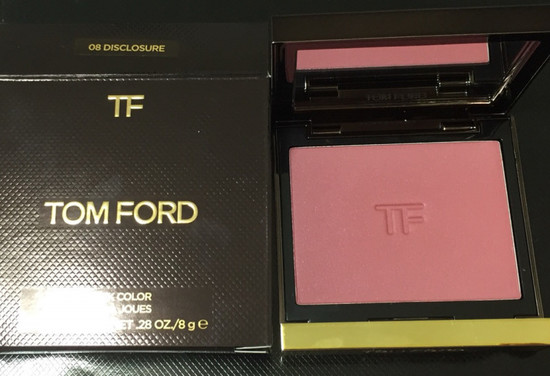 08 DISCLOSURE
TF
TOM FORD
COLOR
JOUES
.28 OZ./8 g ℮
TOM FORD
TF